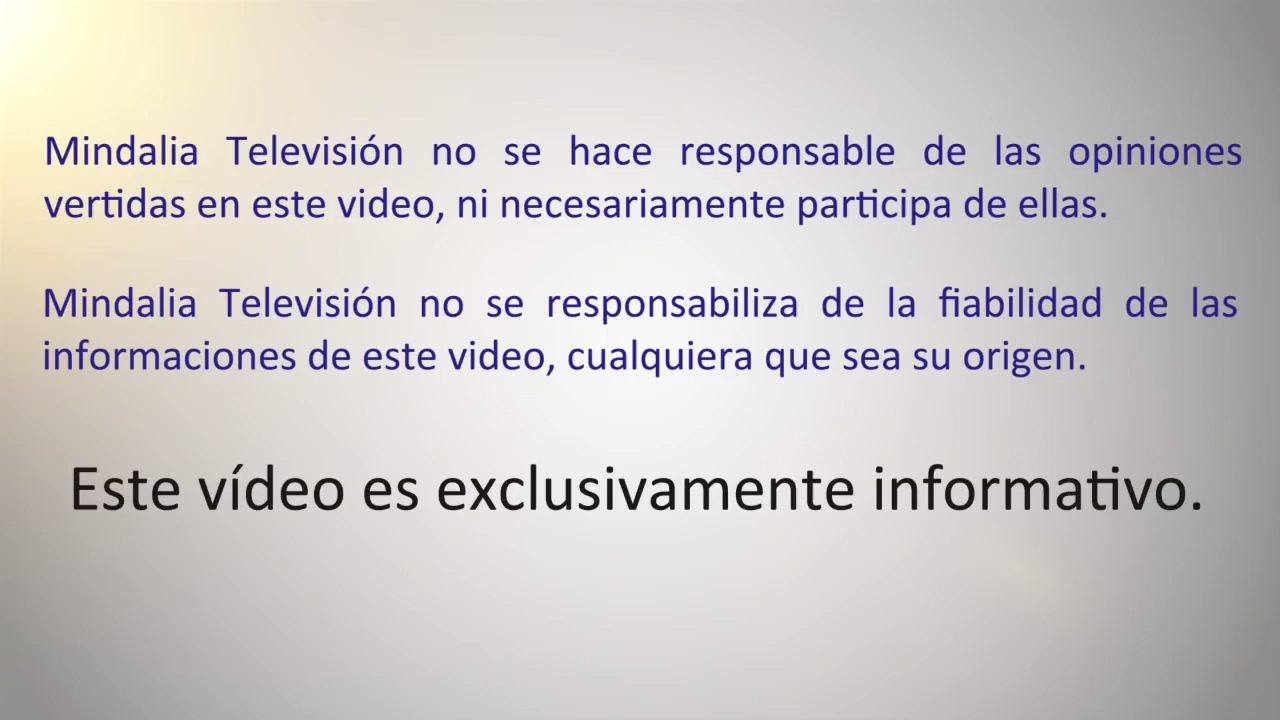 Mindalia Televisión no se hace responsable de las opiniones
vertidas en este video, ni necesariamente participa de ellas.
Mindalia Televisión no se responsabiliza de la fiabilidad de las
informaciones de este video, cualquiera que sea su origen.
Este vídeo es exclusivamente informativo.